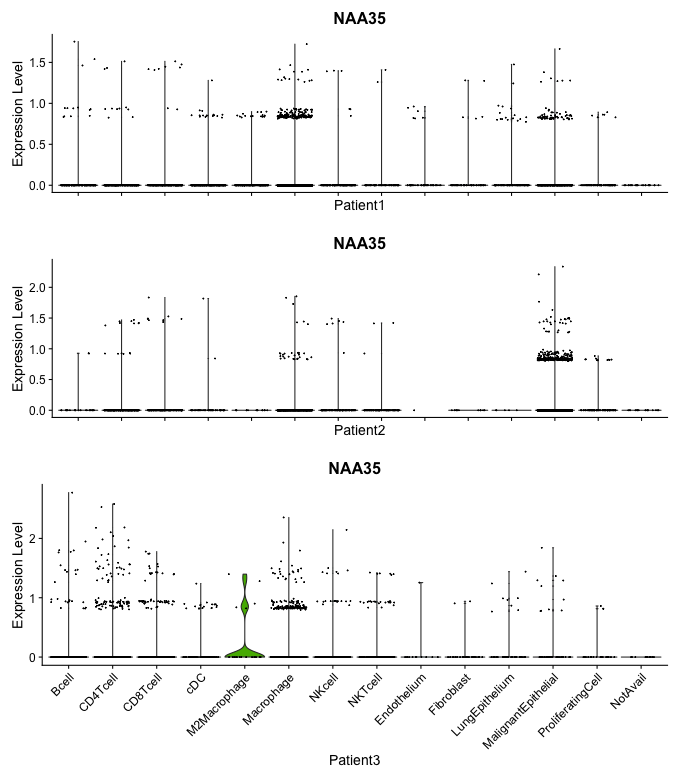 NAA35
Expression Level
1.5
1.0
0.5
0.0
Patient1
NAA35
Expression Level
2.0
1.5
1.0
0.5
0.0
Patient2
NAA35
Expression Level
2
1
0
Bcell
CD4Tcell
CD8Tcell
cDC
M2Macrophage
Macrophage
NKcell
NKTcell
Endothelium
Fibroblast
LungEpithelium
MalignantEpithelial
ProliferatingCell
NotAvail
Patient3